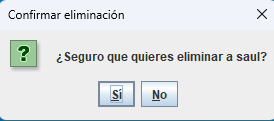 Confirmar eliminación
¿Seguro que quieres eliminar a saul?
Sí No